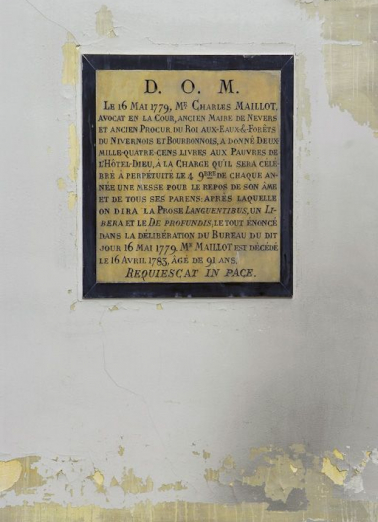 D. O. M.
LE 16 MAI 1779, Mᴿ CHARLES MAILLOT,
AVOCAT EN LA COUR, ANCIEN MAIRE DE NEVERS
ET ANCIEN PROCUR. DU ROI AUX-EAUX-&-FORÊTS
DU NIVERNOIS ET BOURBONNOIS, A DONNÉ DEUX
MILLE-QUATRE-CENS LIVRES AUX PAUVRES DE
L'HÔTEL-DIEU, À LA CHARGE QU'IL SERA CÉLÉ-
BRÉ À PERPÉTUITÉ LE 4 9BRE DE CHAQUE AN-
NÉE UNE MESSE POUR LE REPOS DE SON ÂME
ET DE TOUS SES PARENS, APRÈS LAQUELLE
ON DIRA LA PROSE LANGUENTIBUS, UN LI-
BERA ET LE DE PROFUNDIS, LE TOUT ÉNONCÉ
DANS LA DÉLIBÉRATION DU BUREAU DU DIT
JOUR 16 MAI 1779. Mᴿ MAILLOT EST DÉCÉDÉ
LE 16 AVRIL 1783, ÂGÉ DE 91 ANS.
REQUIESCAT IN PACE.